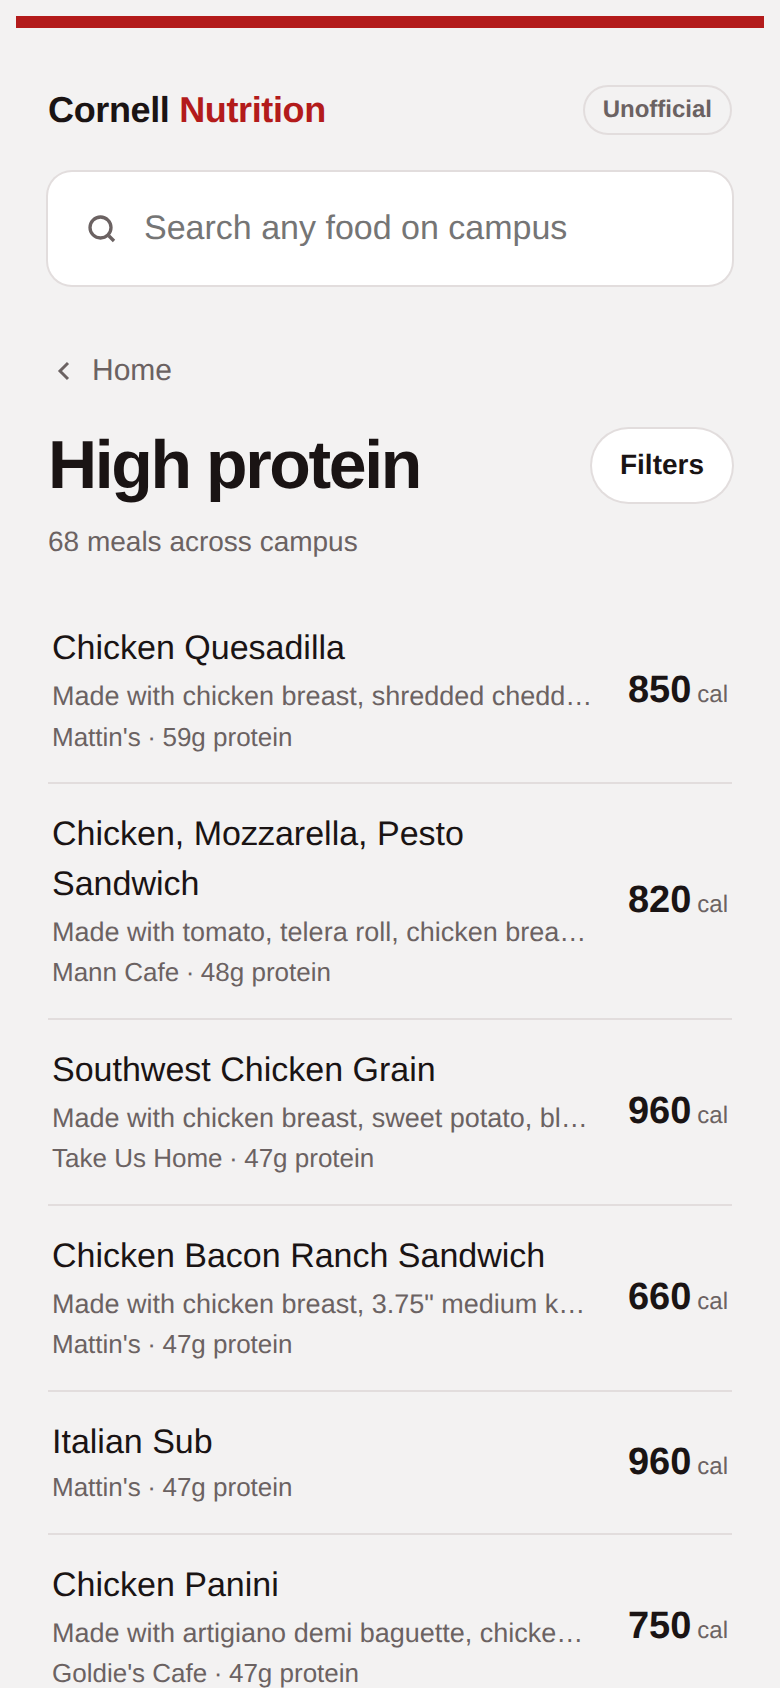 Cornell Nutrition
Unofficial
Search any food on campus
Home
High protein
Filters
68 meals across campus
Chicken Quesadilla
Made with chicken breast, shredded chedd…
Mattin's · 59g protein
850 cal
Chicken, Mozzarella, Pesto
Sandwich
Made with tomato, telera roll, chicken brea…
Mann Cafe · 48g protein
820 cal
Southwest Chicken Grain
Made with chicken breast, sweet potato, bl…
Take Us Home · 47g protein
960 cal
Chicken Bacon Ranch Sandwich
Made with chicken breast, 3.75" medium k…
Mattin's · 47g protein
660 cal
Italian Sub
Mattin's · 47g protein
960 cal
Chicken Panini
Made with artigiano demi baguette, chicke…
Goldie's Cafe · 47g protein
750 cal